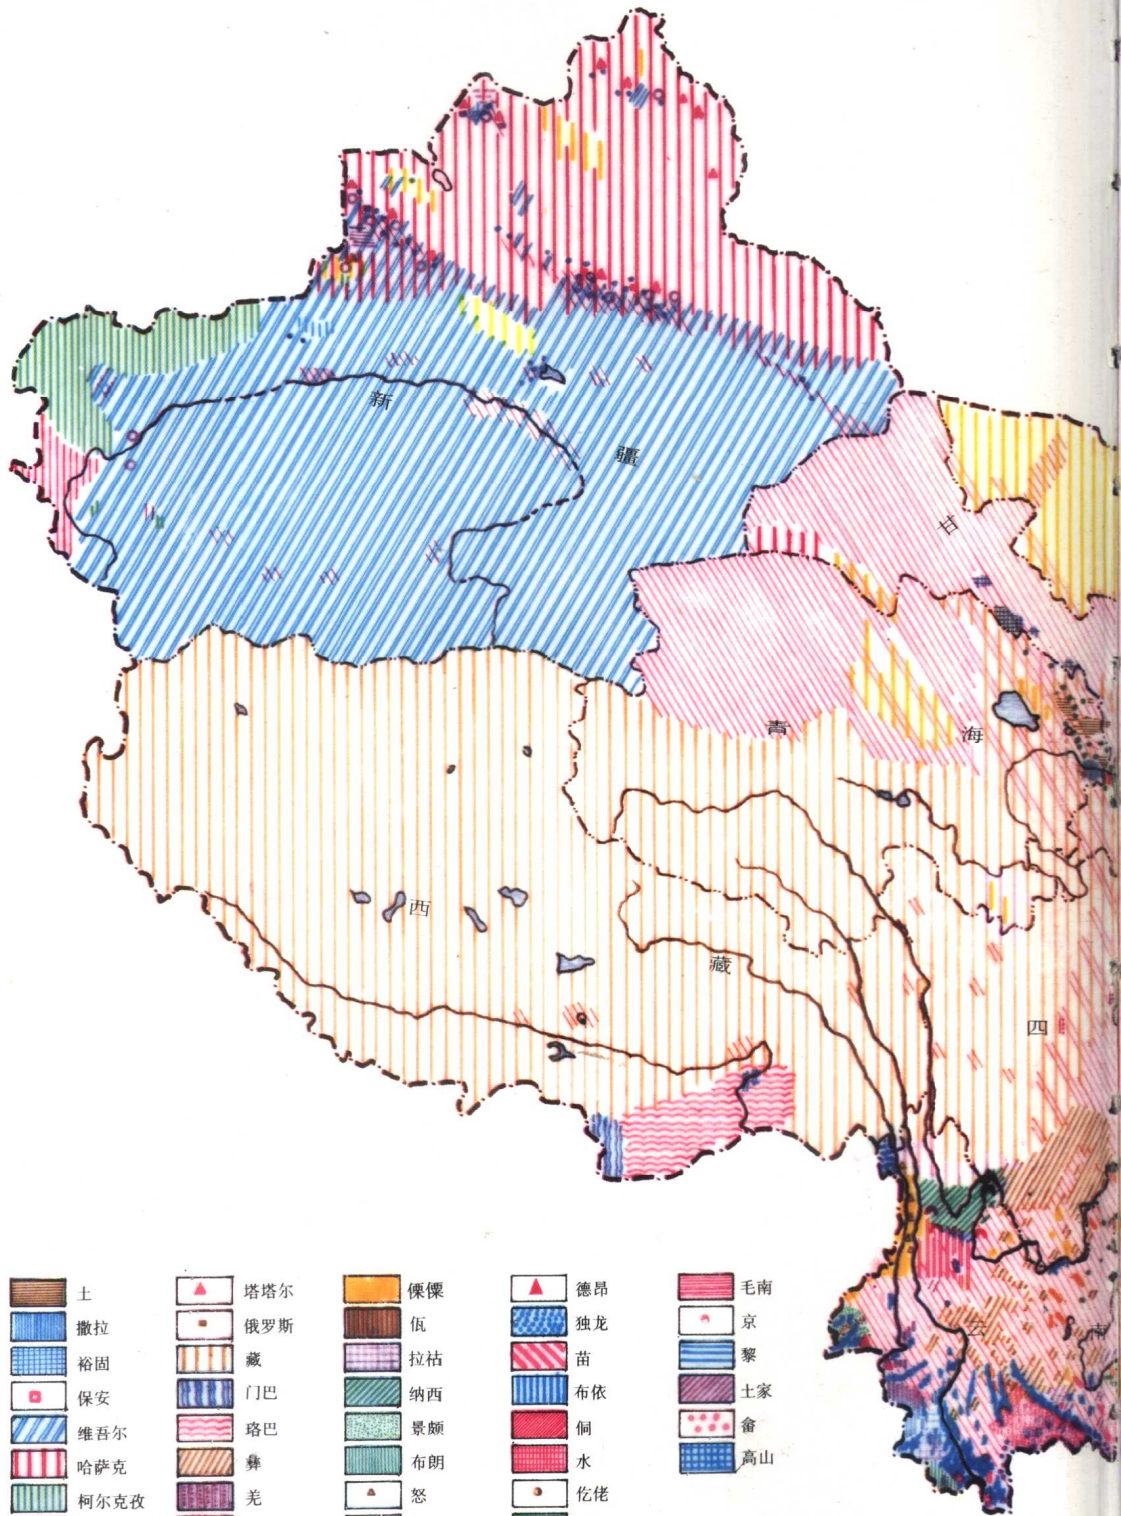 新
疆
甘
青
海
西
藏
四
云
南
土
撒拉
裕固
保安
维吾尔
哈萨克
柯尔克孜
塔塔尔
俄罗斯
藏
门巴
珞巴
彝
羌
傈僳
佤
拉祜
纳西
景颇
布朗
怒
德昂
独龙
苗
布依
侗
水
仡佬
毛南
京
黎
土家
畲
高山